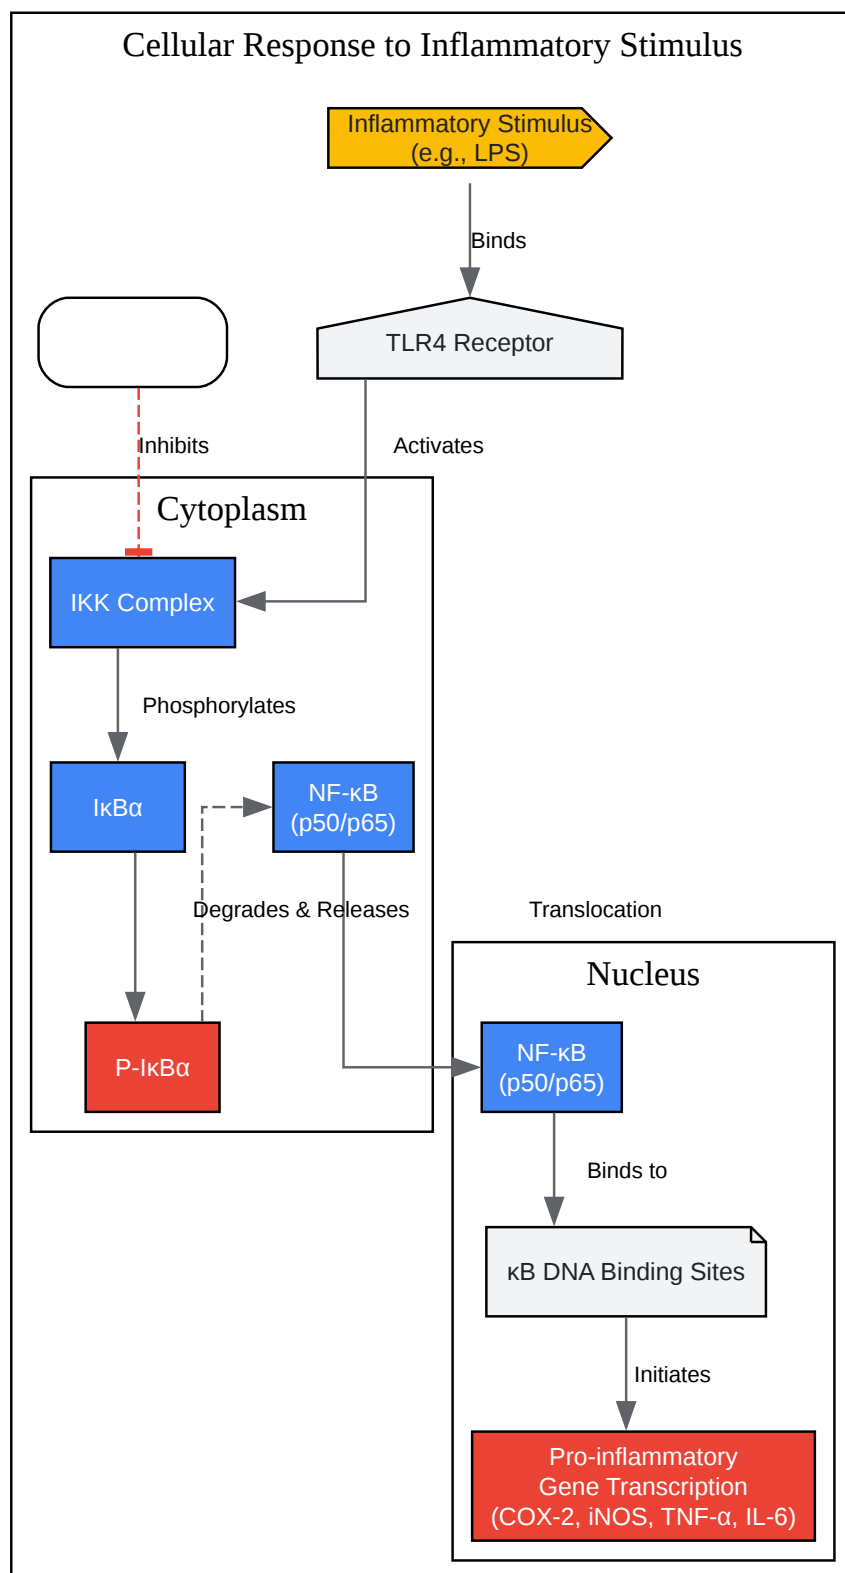 Cellular Response to Inflammatory Stimulus
Inflammatory Stimulus
(e.g., LPS)
Binds
TLR4 Receptor
Inhibits
Activates
Cytoplasm
IKK Complex
Phosphorylates
IκBα
NF-κB
(p50/p65)
Degrades & Releases
Translocation
Nucleus
P-IκBα
NF-κB
(p50/p65)
Binds to
κB DNA Binding Sites
Initiates
Pro-inflammatory
Gene Transcription
(COX-2, iNOS, TNF-α, IL-6)